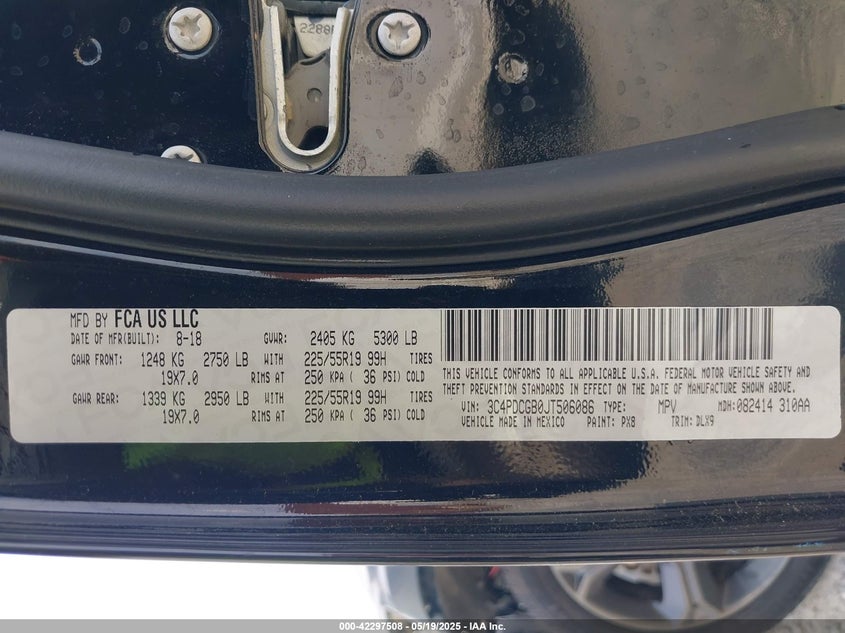 2288
MFD BY FCA US LLC
DATE OF MFR(BUILT): 8-18 GVWR: 2405 KG 5300 LB
GAWR FRONT: 1248 KG 2750 LB WITH 225/55R19 99H TIRES
19X7.0 RIMS AT 250 KPA ( 36 PSI) COLD
GAWR REAR: 1339 KG 2950 LB WITH 225/55R19 99H TIRES
19X7.0 RIMS AT 250 KPA ( 36 PSI) COLD
THIS VEHICLE CONFORMS TO ALL APPLICABLE U.S.A. FEDERAL MOTOR VEHICLE SAFETY AND
THEFT PREVENTION STANDARDS IN EFFECT ON THE DATE OF MANUFACTURE SHOWN ABOVE.
VIN: 3C4PDCGB0JT506086 TYPE: MPV MDH: 082414 310AA
VEHICLE MADE IN MEXICO PAINT: PX8 TRIM: DLX9
000-42297508 - 05/19/2025 - IAA, Inc.